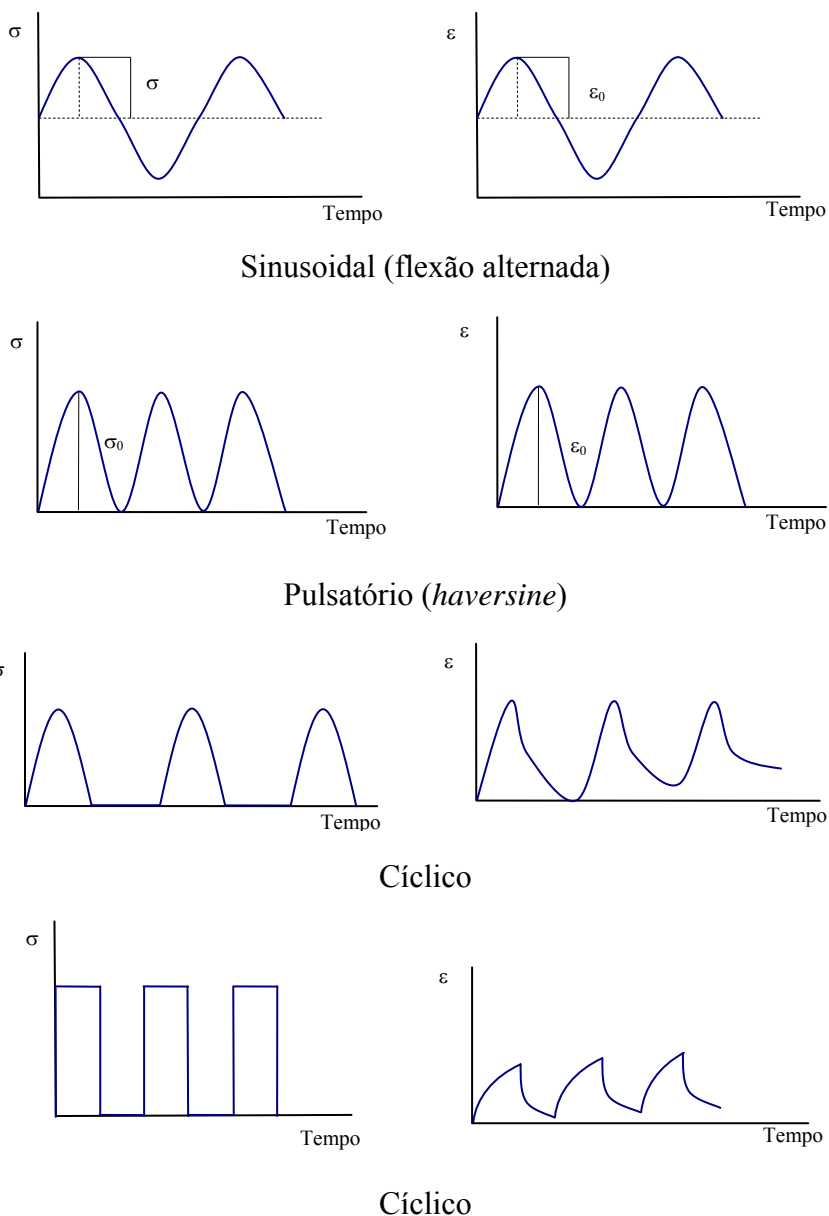 σ ε
σ ε₀
Tempo Tempo
Sinusoidal (flexão alternada)
σ ε
σ₀ ε₀
Tempo Tempo
Pulsatório (haversine)
σ ε
Tempo Tempo
Cíclico
σ ε
Tempo Tempo
Cíclico